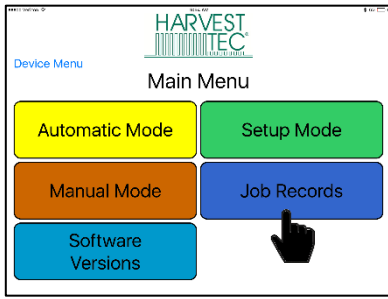 HARVEST
TEC
Device Menu
Main Menu
Automatic Mode
Setup Mode
Manual Mode
Job Records
Software
Versions